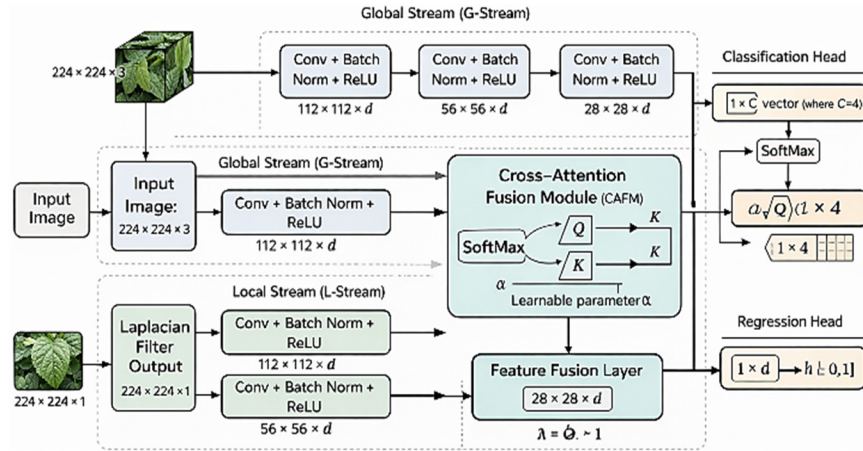 Global Stream (G-Stream)
224 × 224 × 3
Conv + Batch
Norm + ReLU
112 × 112 × d
Conv + Batch
Norm + ReLU
56 × 56 × d
Conv + Batch
Norm + ReLU
28 × 28 × d
Classification Head
1 × C vector (where C=4)
SoftMax
α√Q)(1 × 4
1 × 4
Input
Image
Global Stream (G-Stream)
Input
Image:
224 × 224 × 3
Conv + Batch Norm +
ReLU
112 × 112 × d
Cross–Attention
Fusion Module (CAFM)
SoftMax
Q
K
K
K
α
Learnable parameter α
Local Stream (L-Stream)
224 × 224 × 1
Laplacian
Filter
Output
224 × 224 × 1
Conv + Batch Norm +
ReLU
112 × 112 × d
Conv + Batch Norm +
ReLU
56 × 56 × d
Feature Fusion Layer
28 × 28 × d
Regression Head
1 × d